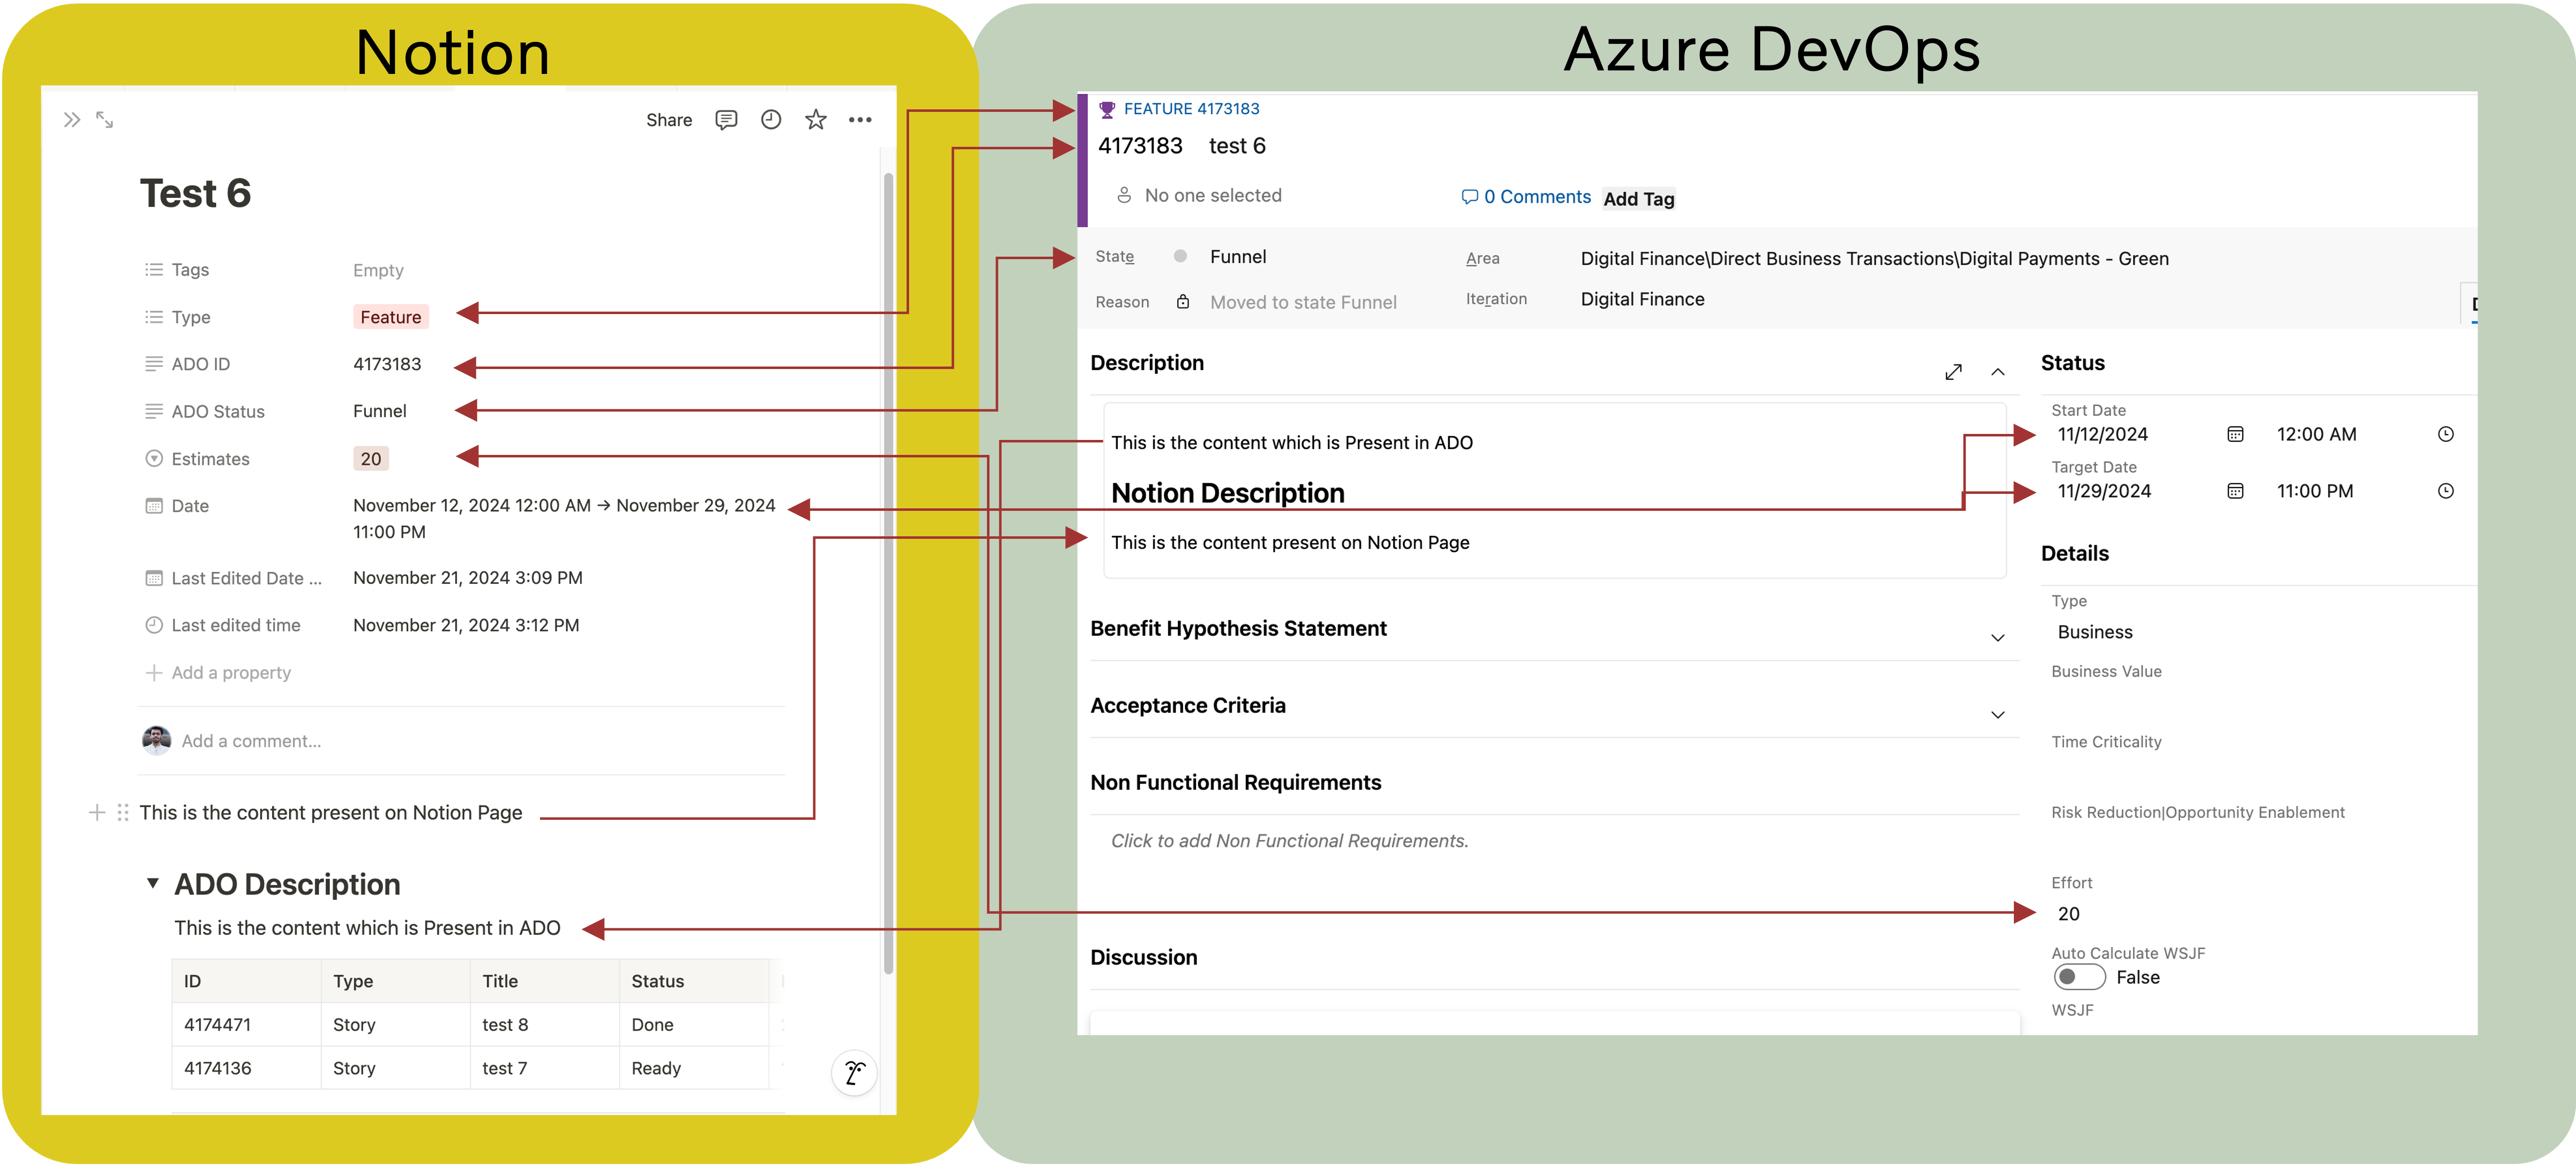 Notion
Share
Test 6
Tags Empty
Type Feature
ADO ID 4173183
ADO Status Funnel
Estimates 20
Date November 12, 2024 12:00 AM → November 29, 2024
11:00 PM
Last Edited Date ... November 21, 2024 3:09 PM
Last edited time November 21, 2024 3:12 PM
Add a property
Add a comment...
This is the content present on Notion Page
ADO Description
This is the content which is Present in ADO
ID Type Title Status
4174471 Story test 8 Done
4174136 Story test 7 Ready
Azure DevOps
FEATURE 4173183
4173183 test 6
No one selected 0 Comments Add Tag
State Funnel Area Digital Finance\Direct Business Transactions\Digital Payments - Green
Reason Moved to state Funnel Iteration Digital Finance
Description
This is the content which is Present in ADO
Notion Description
This is the content present on Notion Page
Benefit Hypothesis Statement
Acceptance Criteria
Non Functional Requirements
Click to add Non Functional Requirements.
Discussion
Status
Start Date
11/12/2024 12:00 AM
Target Date
11/29/2024 11:00 PM
Details
Type
Business
Business Value
Time Criticality
Risk Reduction|Opportunity Enablement
Effort
20
Auto Calculate WSJF
False
WSJF